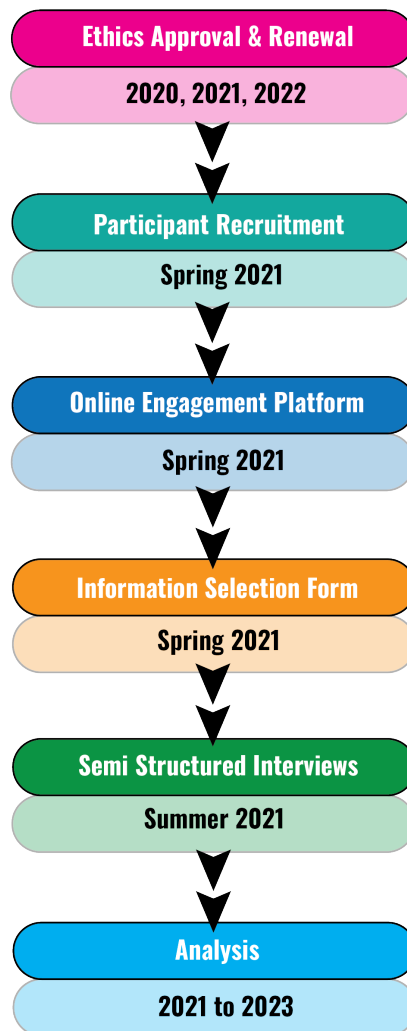 Ethics Approval & Renewal
2020, 2021, 2022
Participant Recruitment
Spring 2021
Online Engagement Platform
Spring 2021
Information Selection Form
Spring 2021
Semi Structured Interviews
Summer 2021
Analysis
2021 to 2023